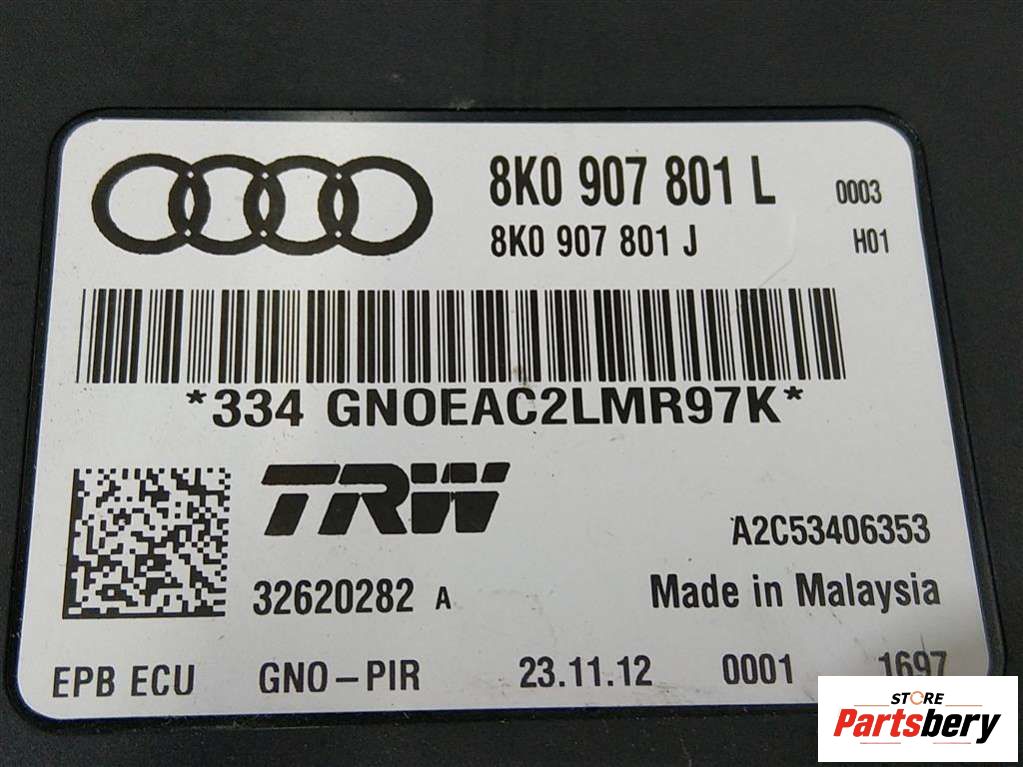 8K0 907 801 L 0003
8K0 907 801 J H01
*334 GNOEAC2LMR97K*
TRW
A2C53406353
32620282 A Made in Malaysia
EPB ECU GNO-PIR 23.11.12 0001 1697
STORE
Partsbery